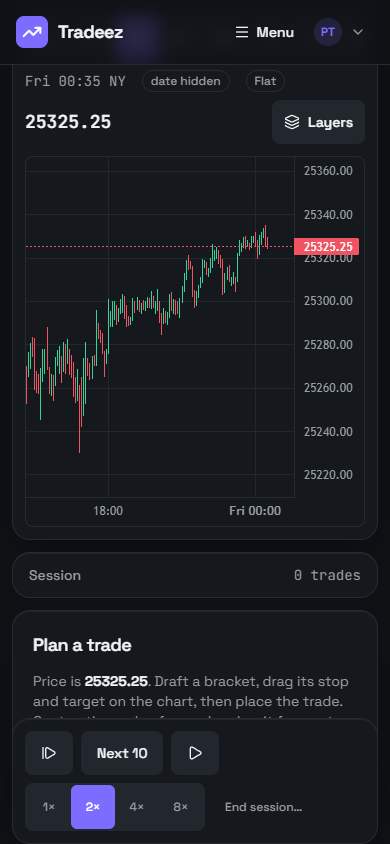 Tradeez
Menu
PT
Fri 00:35 NY
date hidden
Flat
25325.25
Layers
25360.00
25340.00
25325.25
25320.00
25300.00
25280.00
25260.00
25240.00
25220.00
18:00
Fri 00:00
Session
0 trades
Plan a trade
Price is 25325.25. Draft a bracket, drag its stop
and target on the chart, then place the trade.
Next 10
1×
2×
4×
8×
End session...